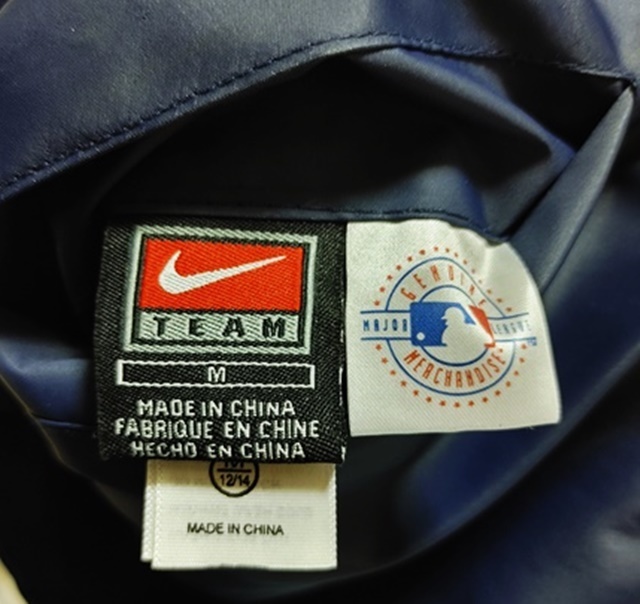 TEAM
M
MADE IN CHINA
FABRIQUE EN CHINE
HECHO EN CHINA
12/14
MADE IN CHINA
GENUINE
MAJOR LEAGUE
MERCHANDISE